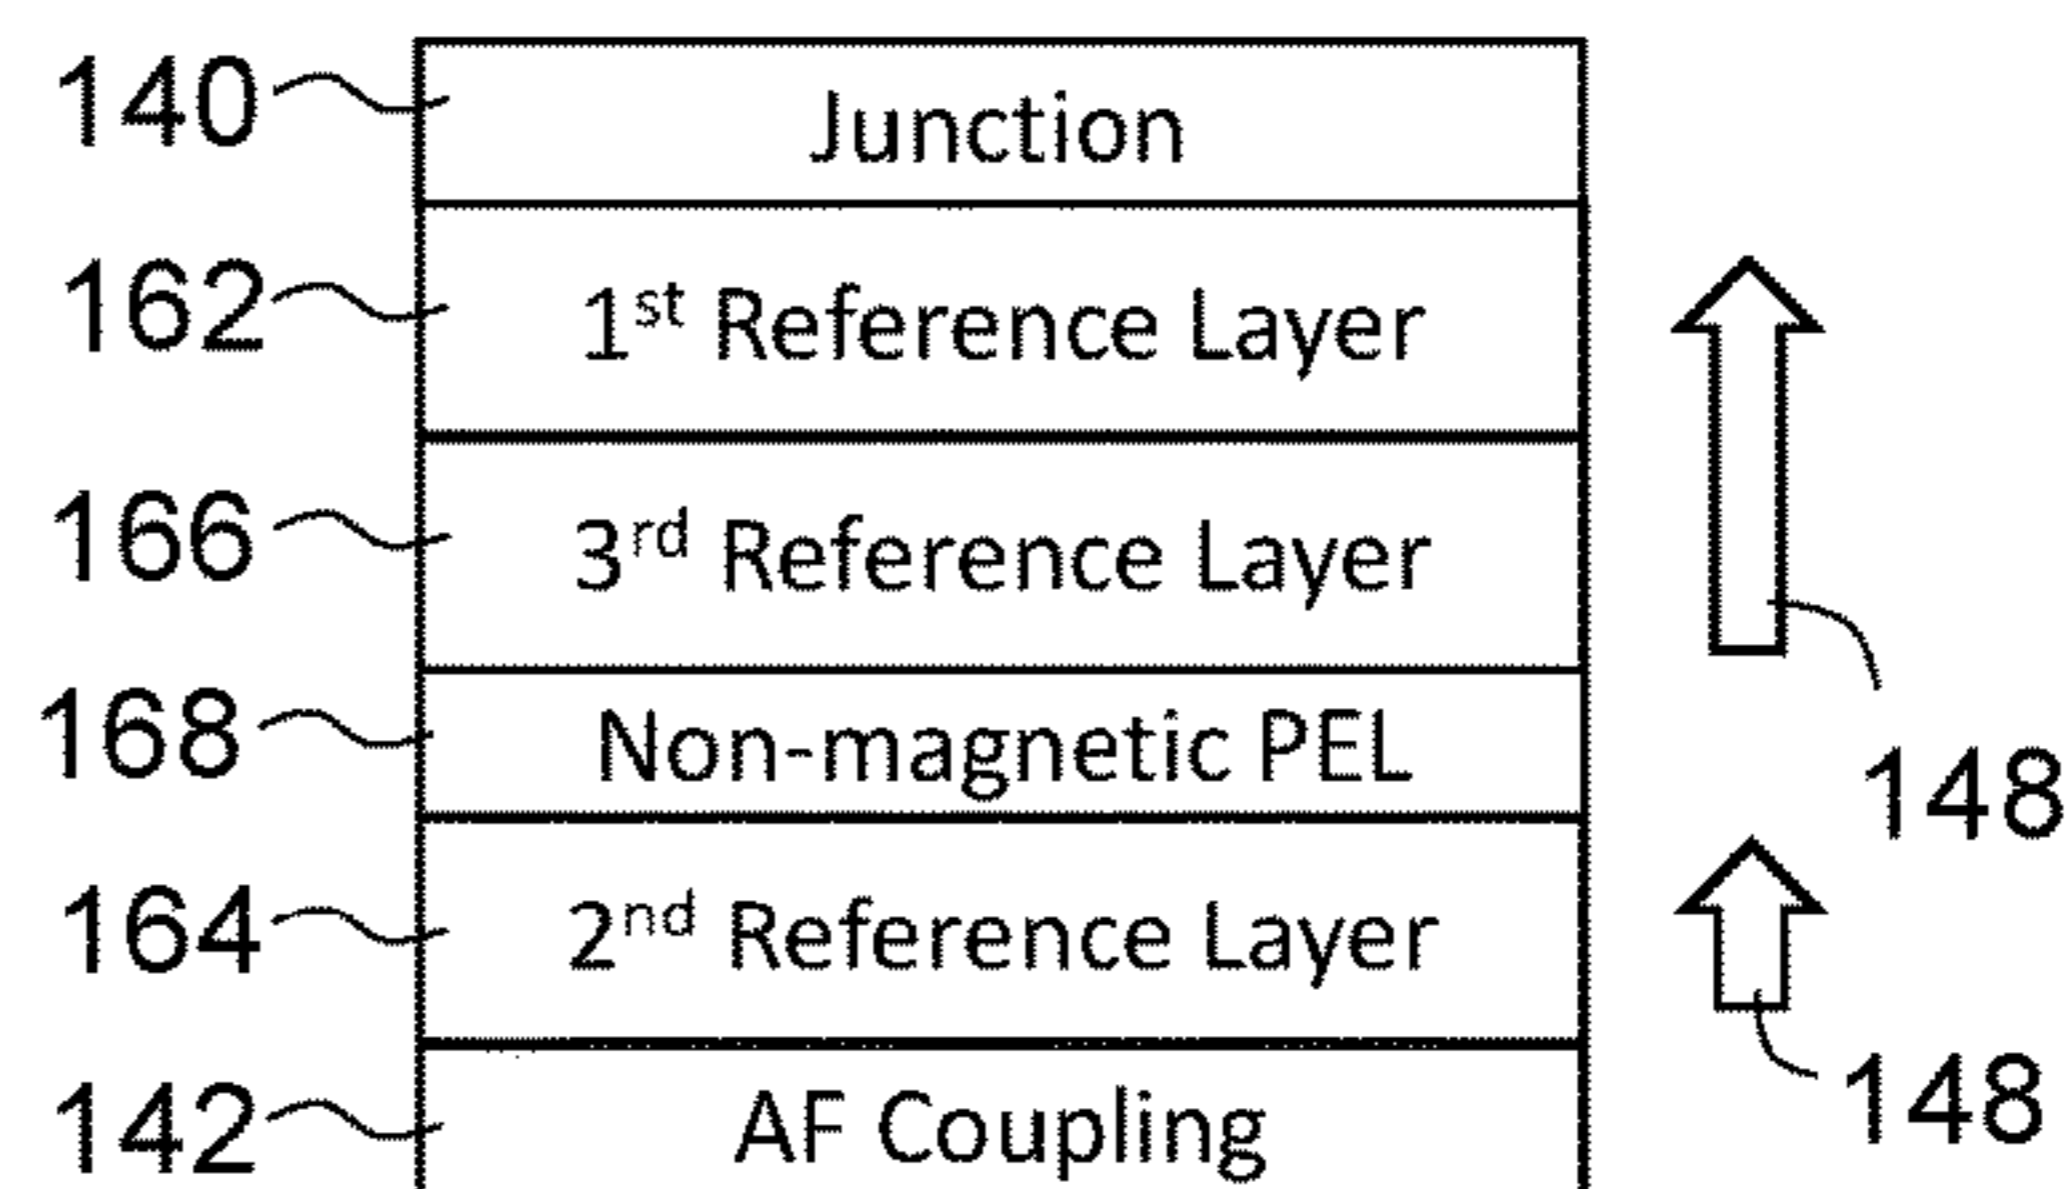 140 Junction
162 1st Reference Layer
166 3rd Reference Layer
168 Non-magnetic PEL
148
164 2nd Reference Layer
148
142 AF Coupling